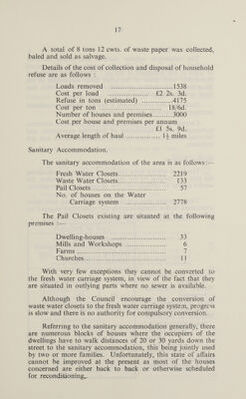 17
A total of 8 tons 12 cwts. of waste paper was collected,
baled and sold as salvage.
Details of the cost of collection and disposal of household
refuse are as follows :
Loads removed ........................ 1538
Cost per load ........................ £2 2s. 3d.
Refuse in tons (estimated) ............ 4175
Cost per ton ........................ 18/6d.
Number of houses and premises ......... 3000
Cost per house and premises per annum
£1 5s. 9d.
Average length of haul ............... 1½ miles
Sanitary Accommodation.
The sanitary accommodation of the area is as follows:—
Fresh Water Closets ............... 2219
Waste Water Closets ............... 133
Pail Closets ........................ 57
No. of houses on the Water
Carriage system ............... 2778
The Pail Closets existing are situated at the following
premises :—
Dwelling-houses ..................... 33
Mills and Workshops ............... 6
Farms ........................ 7
Churches ........................ 11
With very few exceptions they cannot be converted to
the fresh water carriage system, in view of the fact that they
are situated in outlying parts where no sewer is available.
Although the Council encourage the conversion of
waste water closets to the fresh water carriage system, progress
is slow and there is no authority for compulsory conversion.
Referring to the sanitary accommodation generally, there
are numerous blocks of houses where the occupiers of the
dwellings have to walk distances of 20 or 30 yards down the
street to the sanitary accommodation, this being jointly used
by two or more families. Unfortunately, this state of affairs
cannot be improved at the present as most of the houses
concerned are either back to back or otherwise scheduled
for reconditioning.